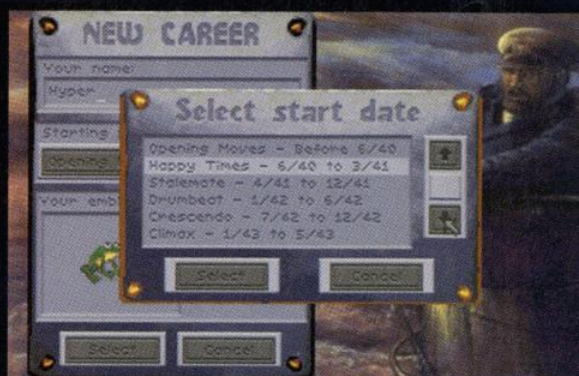 NEW CAREER
Your name:
Hyper
Starting
Opening
Your emb
Select start date
Opening Moves - Before 6/40
Happy Times - 6/40 to 3/41
Stalemate - 4/41 to 12/41
Drumbeat - 1/42 to 6/42
Crescendo - 7/42 to 12/42
Climax - 1/43 to 5/43
Select
Cancel
Select
Cancel